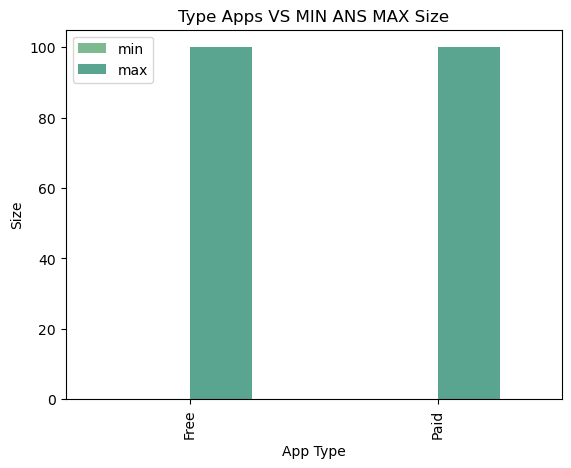 Type Apps VS MIN ANS MAX Size
min
max
100
80
60
40
20
0
Size
Free
Paid
App Type